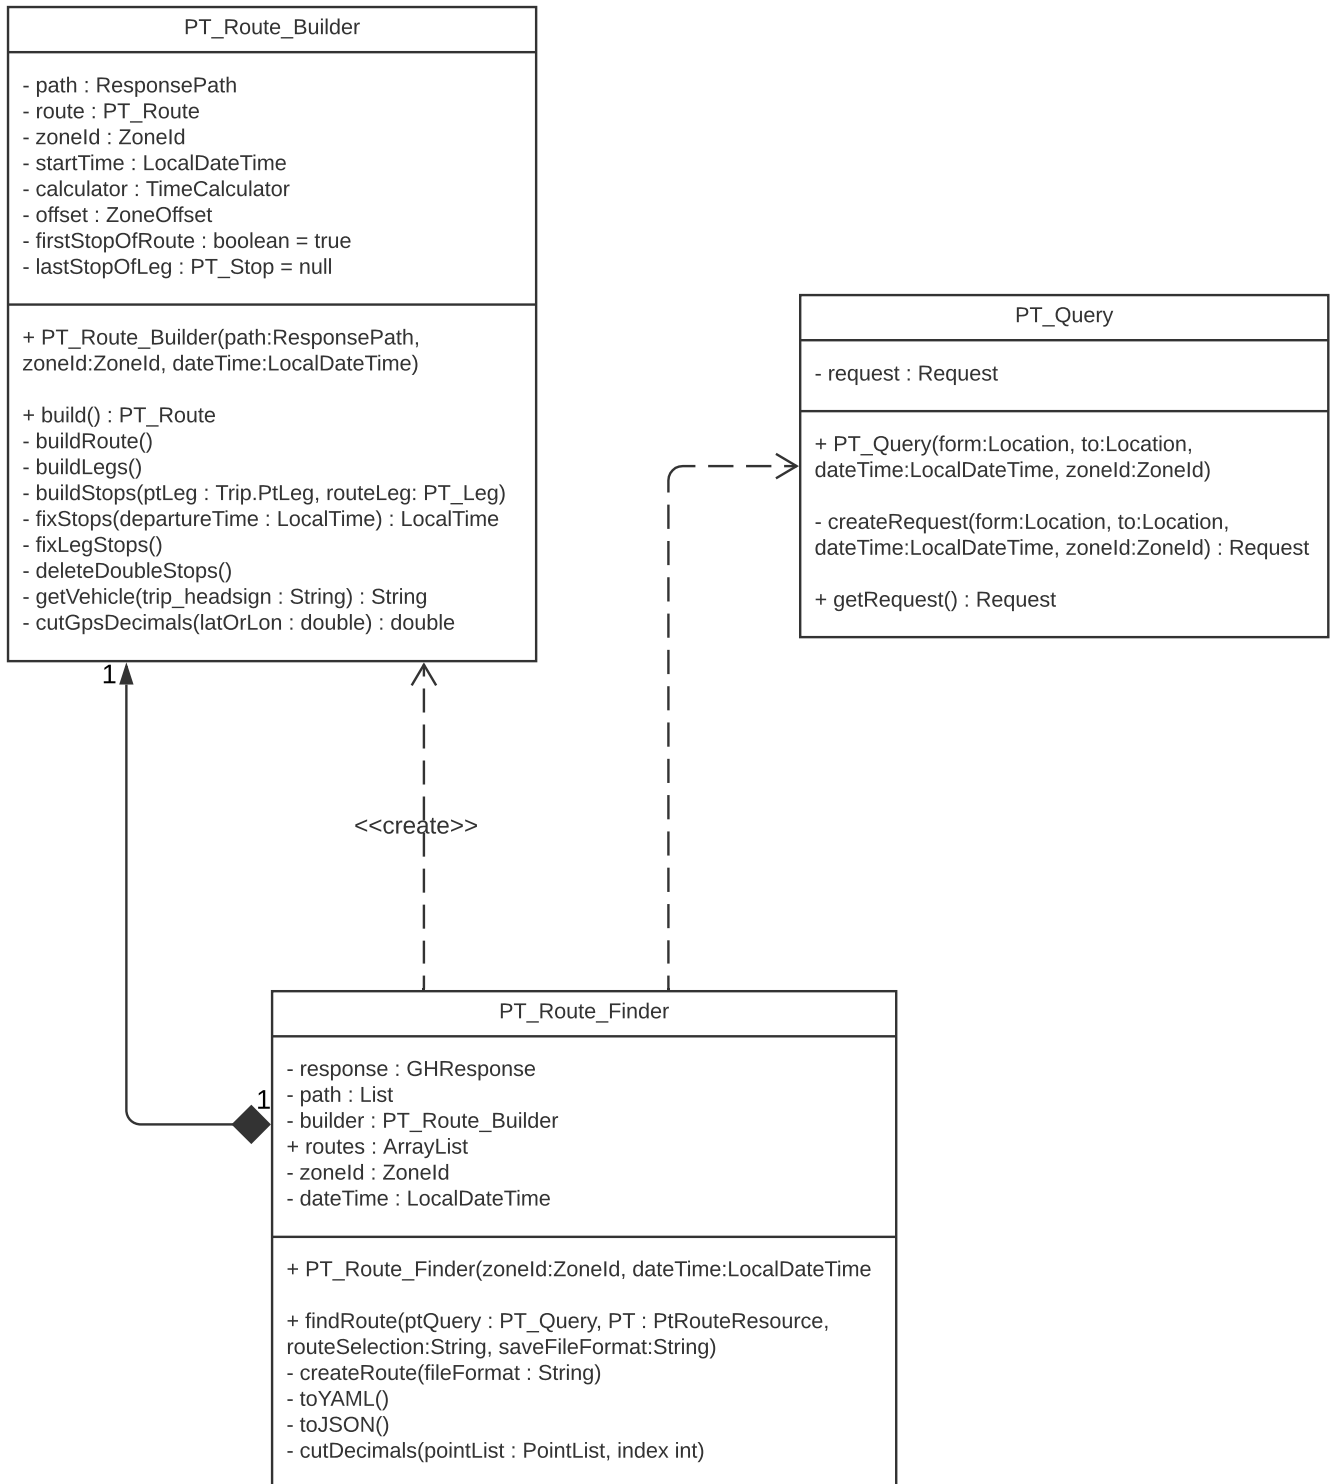 PT_Route_Builder
- path : ResponsePath
- route : PT_Route
- zoneId : ZoneId
- startTime : LocalDateTime
- calculator : TimeCalculator
- offset : ZoneOffset
- firstStopOfRoute : boolean = true
- lastStopOfLeg : PT_Stop = null
+ PT_Route_Builder(path:ResponsePath,
zoneId:ZoneId, dateTime:LocalDateTime)
+ build() : PT_Route
- buildRoute()
- buildLegs()
- buildStops(ptLeg : Trip.PtLeg, routeLeg: PT_Leg)
- fixStops(departureTime : LocalTime) : LocalTime
- fixLegStops()
- deleteDoubleStops()
- getVehicle(trip_headsign : String) : String
- cutGpsDecimals(latOrLon : double) : double
PT_Query
- request : Request
+ PT_Query(form:Location, to:Location,
dateTime:LocalDateTime, zoneId:ZoneId)
- createRequest(form:Location, to:Location,
dateTime:LocalDateTime, zoneId:ZoneId) : Request
+ getRequest() : Request
1
<<create>>
1
PT_Route_Finder
- response : GHResponse
- path : List
- builder : PT_Route_Builder
+ routes : ArrayList
- zoneId : ZoneId
- dateTime : LocalDateTime
+ PT_Route_Finder(zoneId:ZoneId, dateTime:LocalDateTime
+ findRoute(ptQuery : PT_Query, PT : PtRouteResource,
routeSelection:String, saveFileFormat:String)
- createRoute(fileFormat : String)
- toYAML()
- toJSON()
- cutDecimals(pointList : PointList, index int)